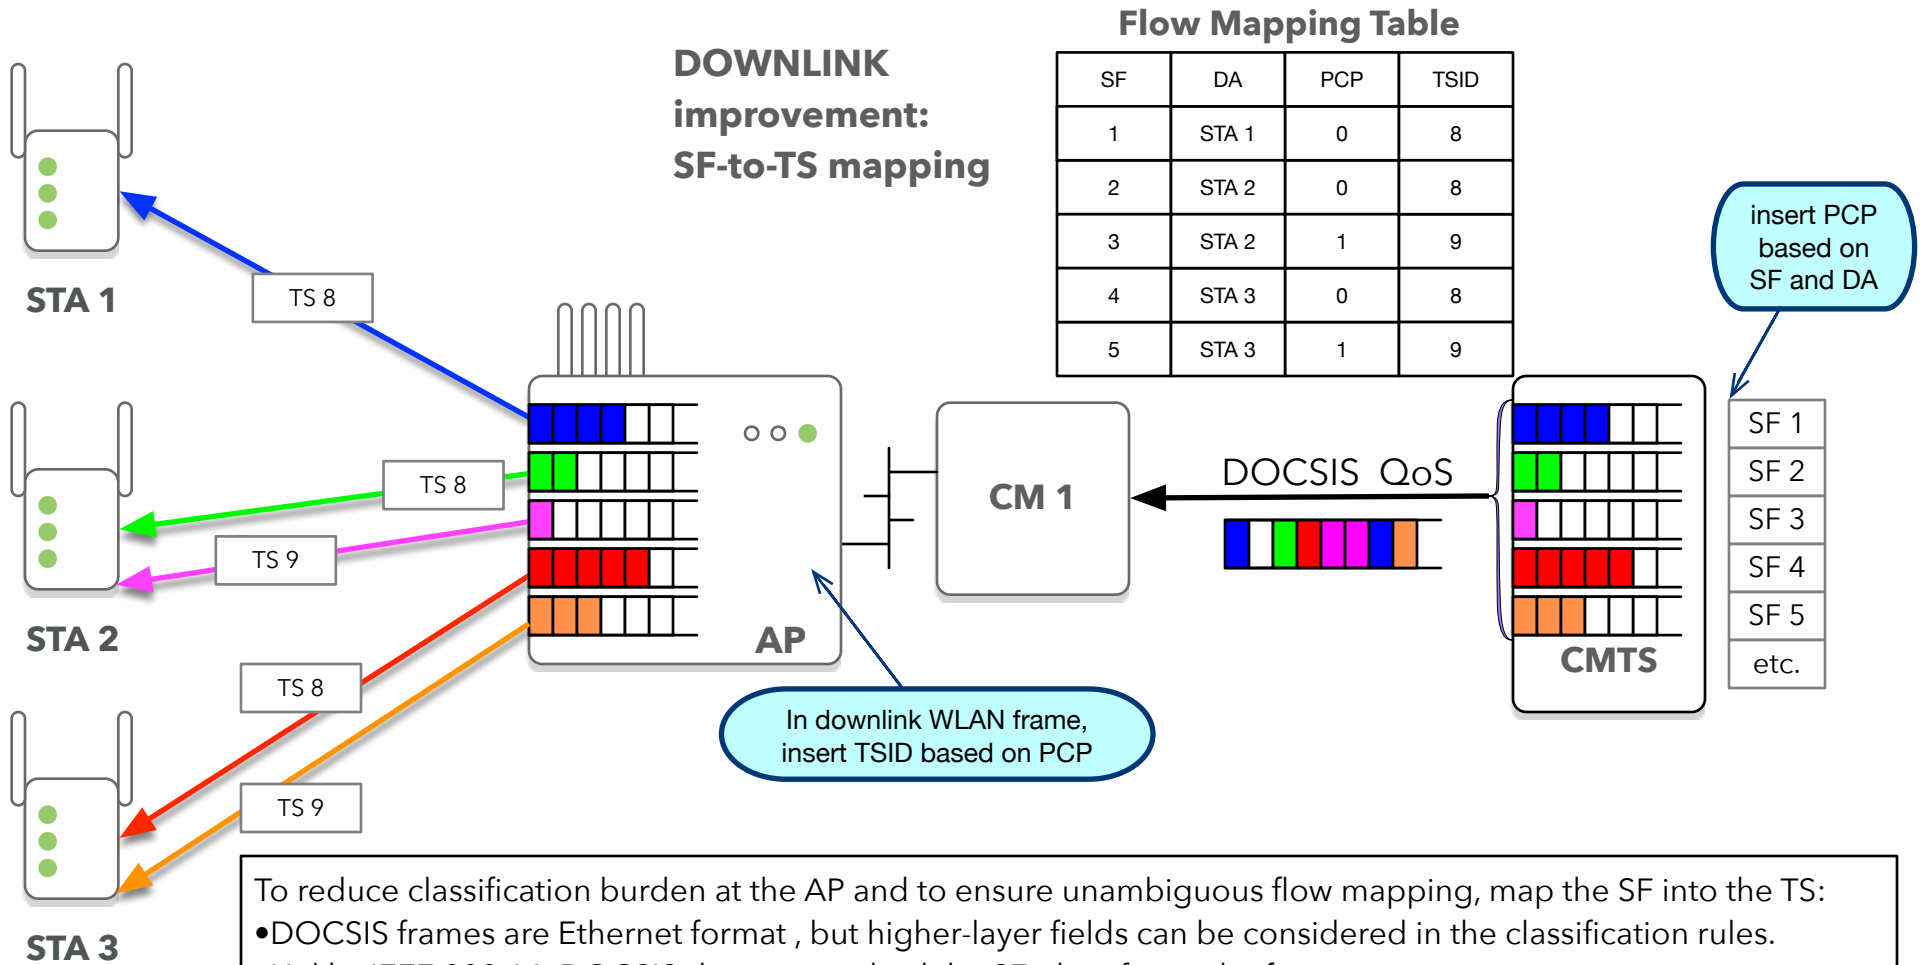 Flow Mapping Table
DOWNLINK
improvement:
SF-to-TS mapping
SF DA PCP TSID
1 STA 1 0 8
2 STA 2 0 8
3 STA 2 1 9
4 STA 3 0 8
5 STA 3 1 9
insert PCP
based on
SF and DA
STA 1
TS 8
STA 2
TS 8
TS 9
STA 3
TS 8
TS 9
AP
CM 1
DOCSIS QoS
CMTS
SF 1
SF 2
SF 3
SF 4
SF 5
etc.
In downlink WLAN frame,
insert TSID based on PCP
To reduce classification burden at the AP and to ensure unambiguous flow mapping, map the SF into the TS:
•DOCSIS frames are Ethernet format , but higher-layer fields can be considered in the classification rules.